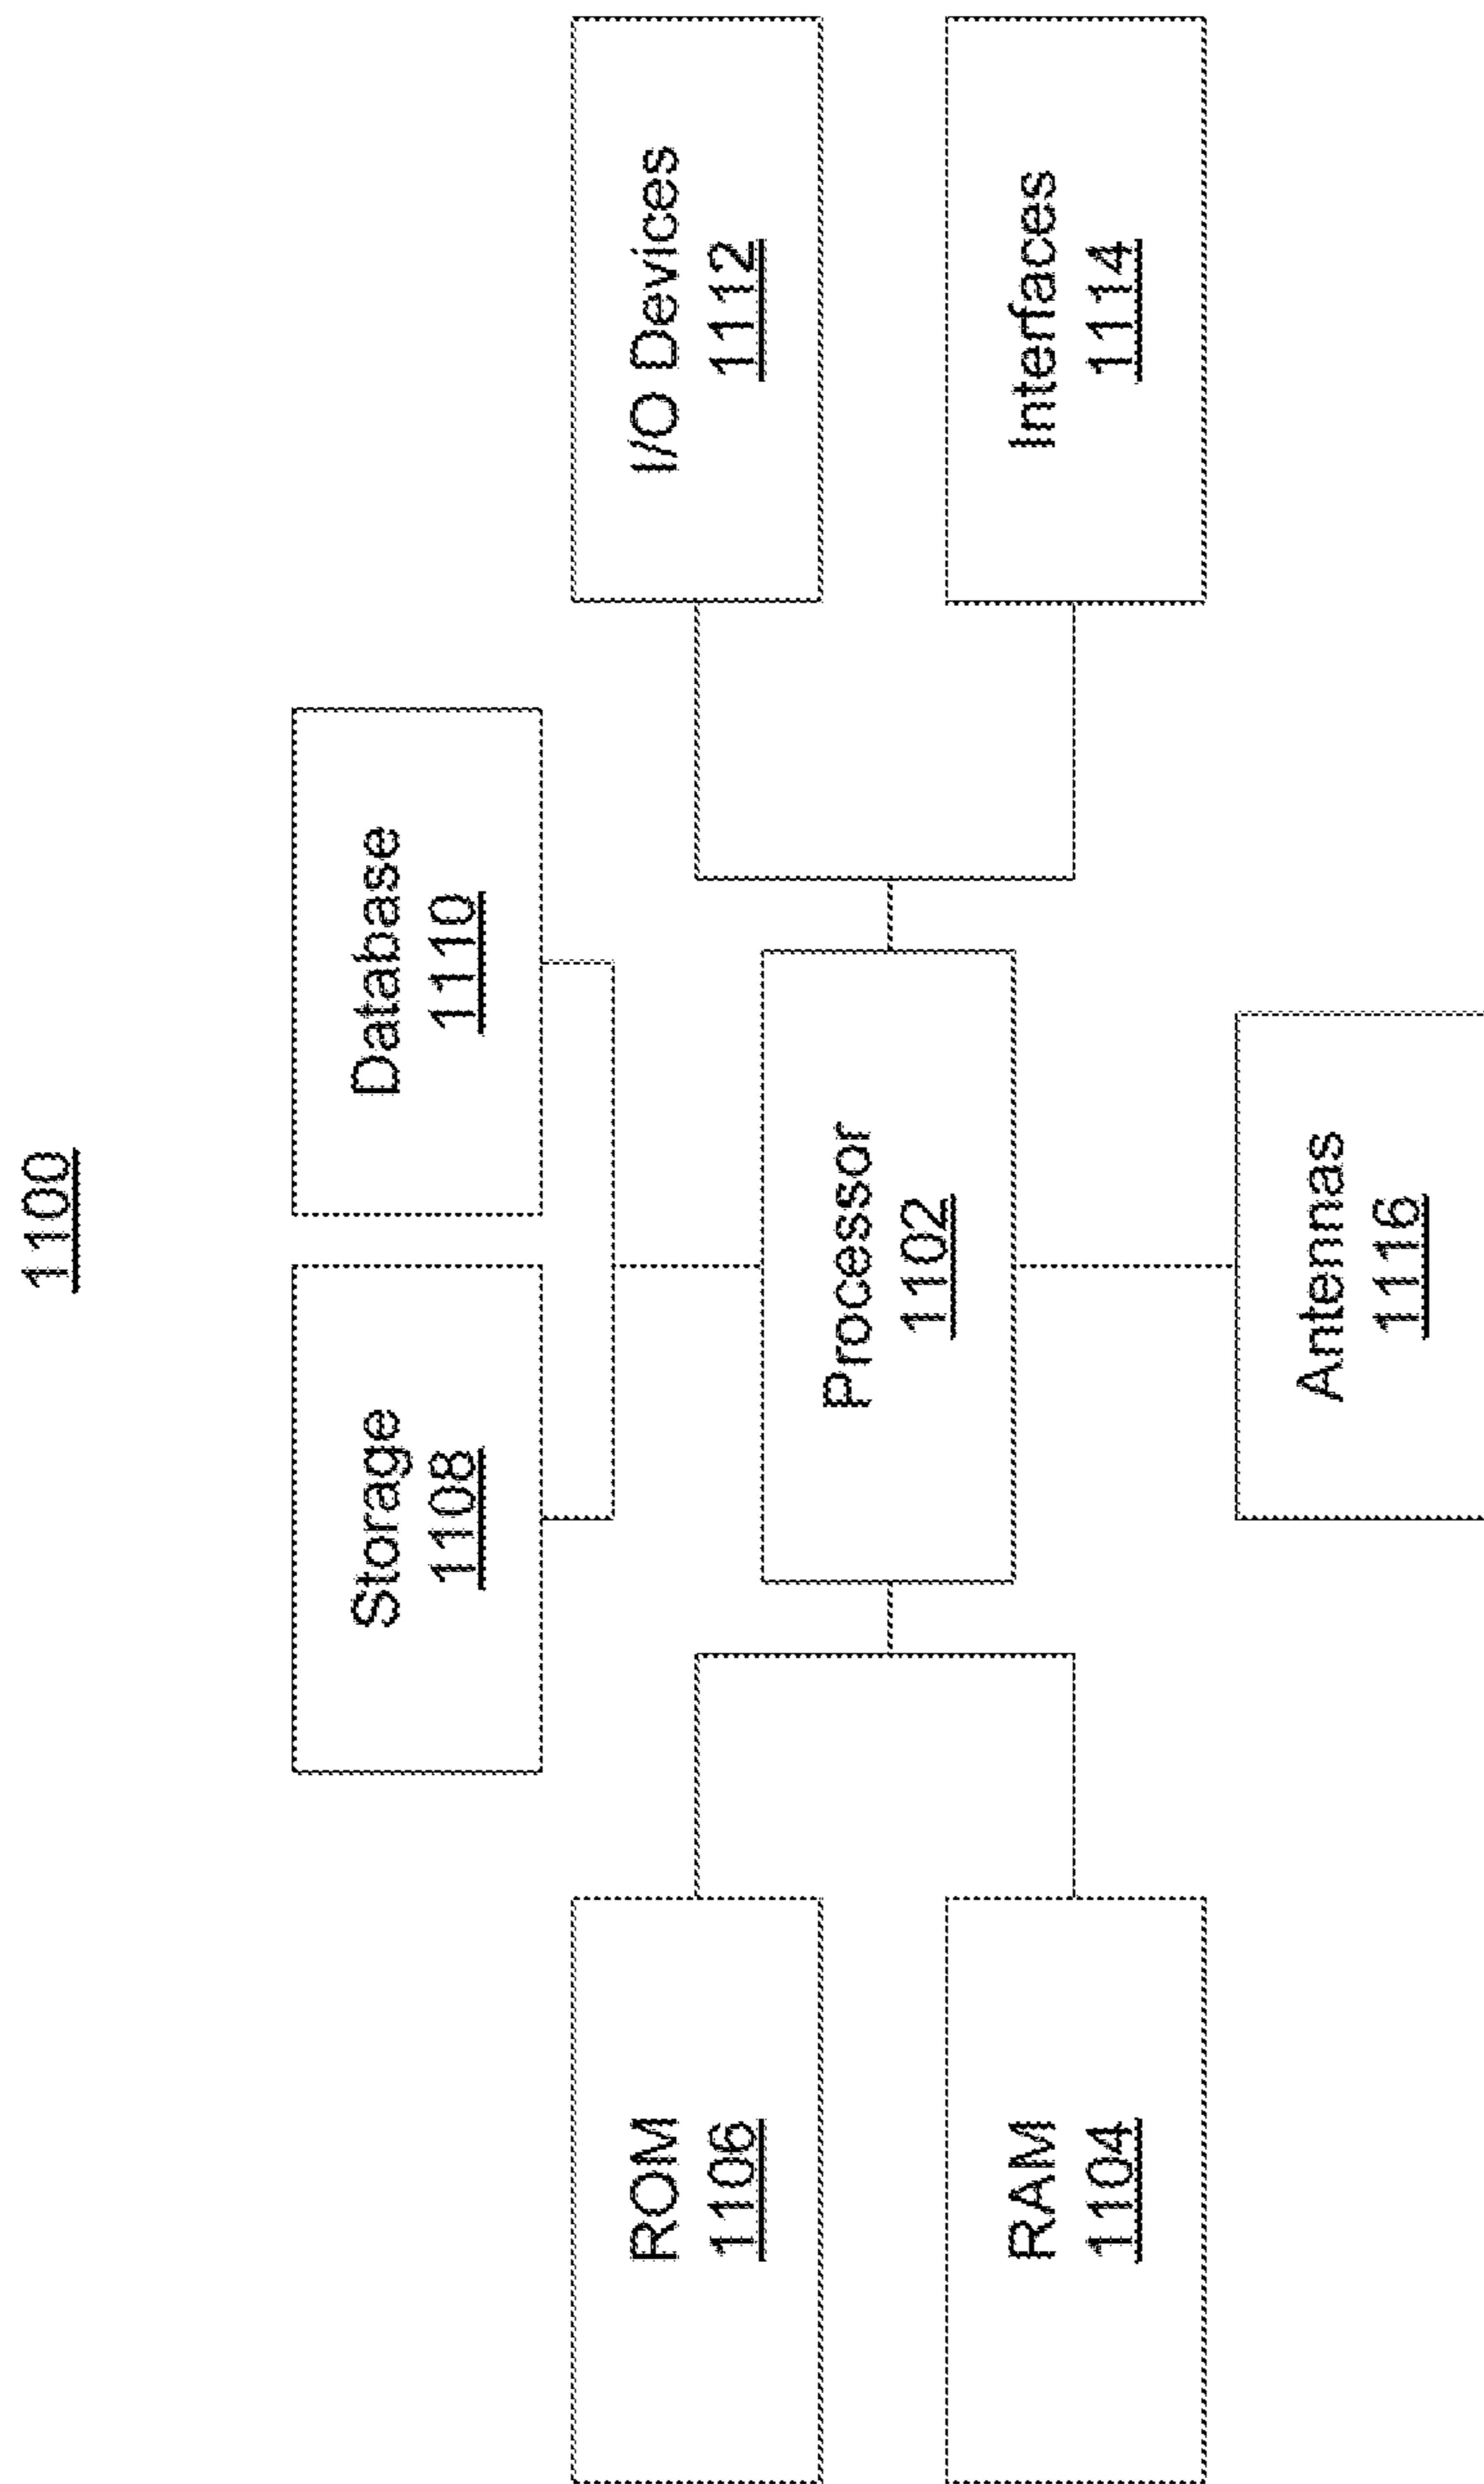 1100
Storage
1108
Database
1110
ROM
1106
I/O Devices
1112
Processor
1102
RAM
1104
Interfaces
1114
Antennas
1116